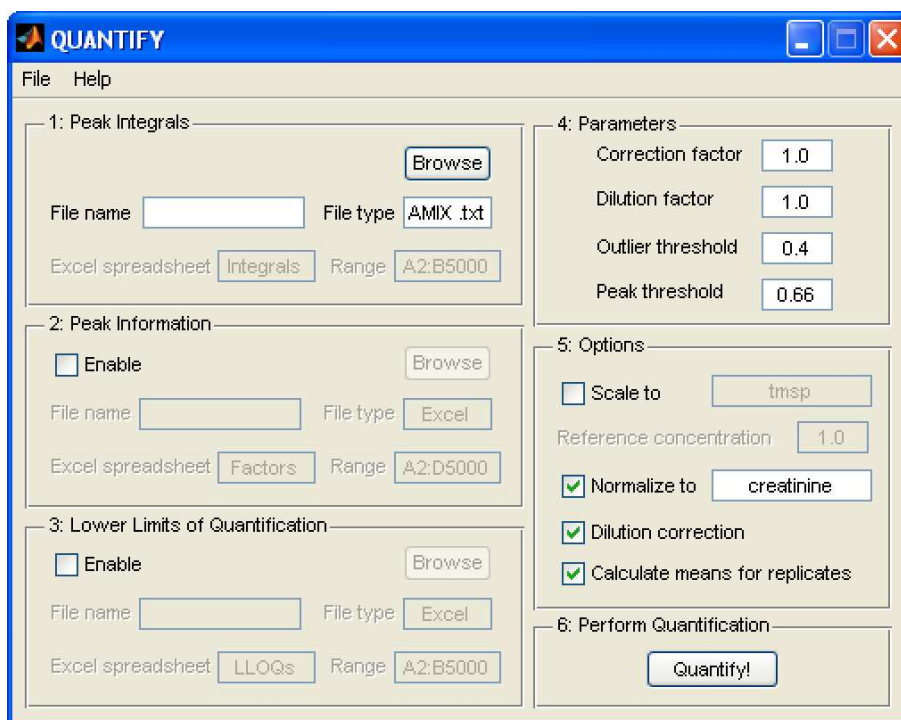 QUANTIFY
File Help
1: Peak Integrals
Browse
File name File type AMIX .txt
Excel spreadsheet Integrals Range A2:B5000
2: Peak Information
Enable Browse
File name File type Excel
Excel spreadsheet Factors Range A2:D5000
3: Lower Limits of Quantification
Enable Browse
File name File type Excel
Excel spreadsheet LLOQs Range A2:B5000
4: Parameters
Correction factor 1.0
Dilution factor 1.0
Outlier threshold 0.4
Peak threshold 0.66
5: Options
Scale to tmsp
Reference concentration 1.0
Normalize to creatinine
Dilution correction
Calculate means for replicates
6: Perform Quantification
Quantify!